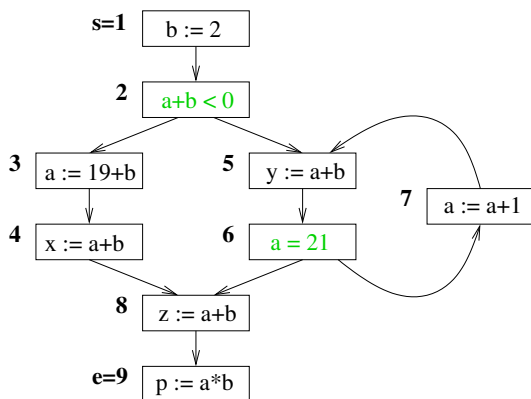 s=1 b := 2
2 a+b < 0
3 a := 19+b
5 y := a+b
7 a := a+1
4 x := a+b
6 a = 21
8 z := a+b
e=9 p := a*b